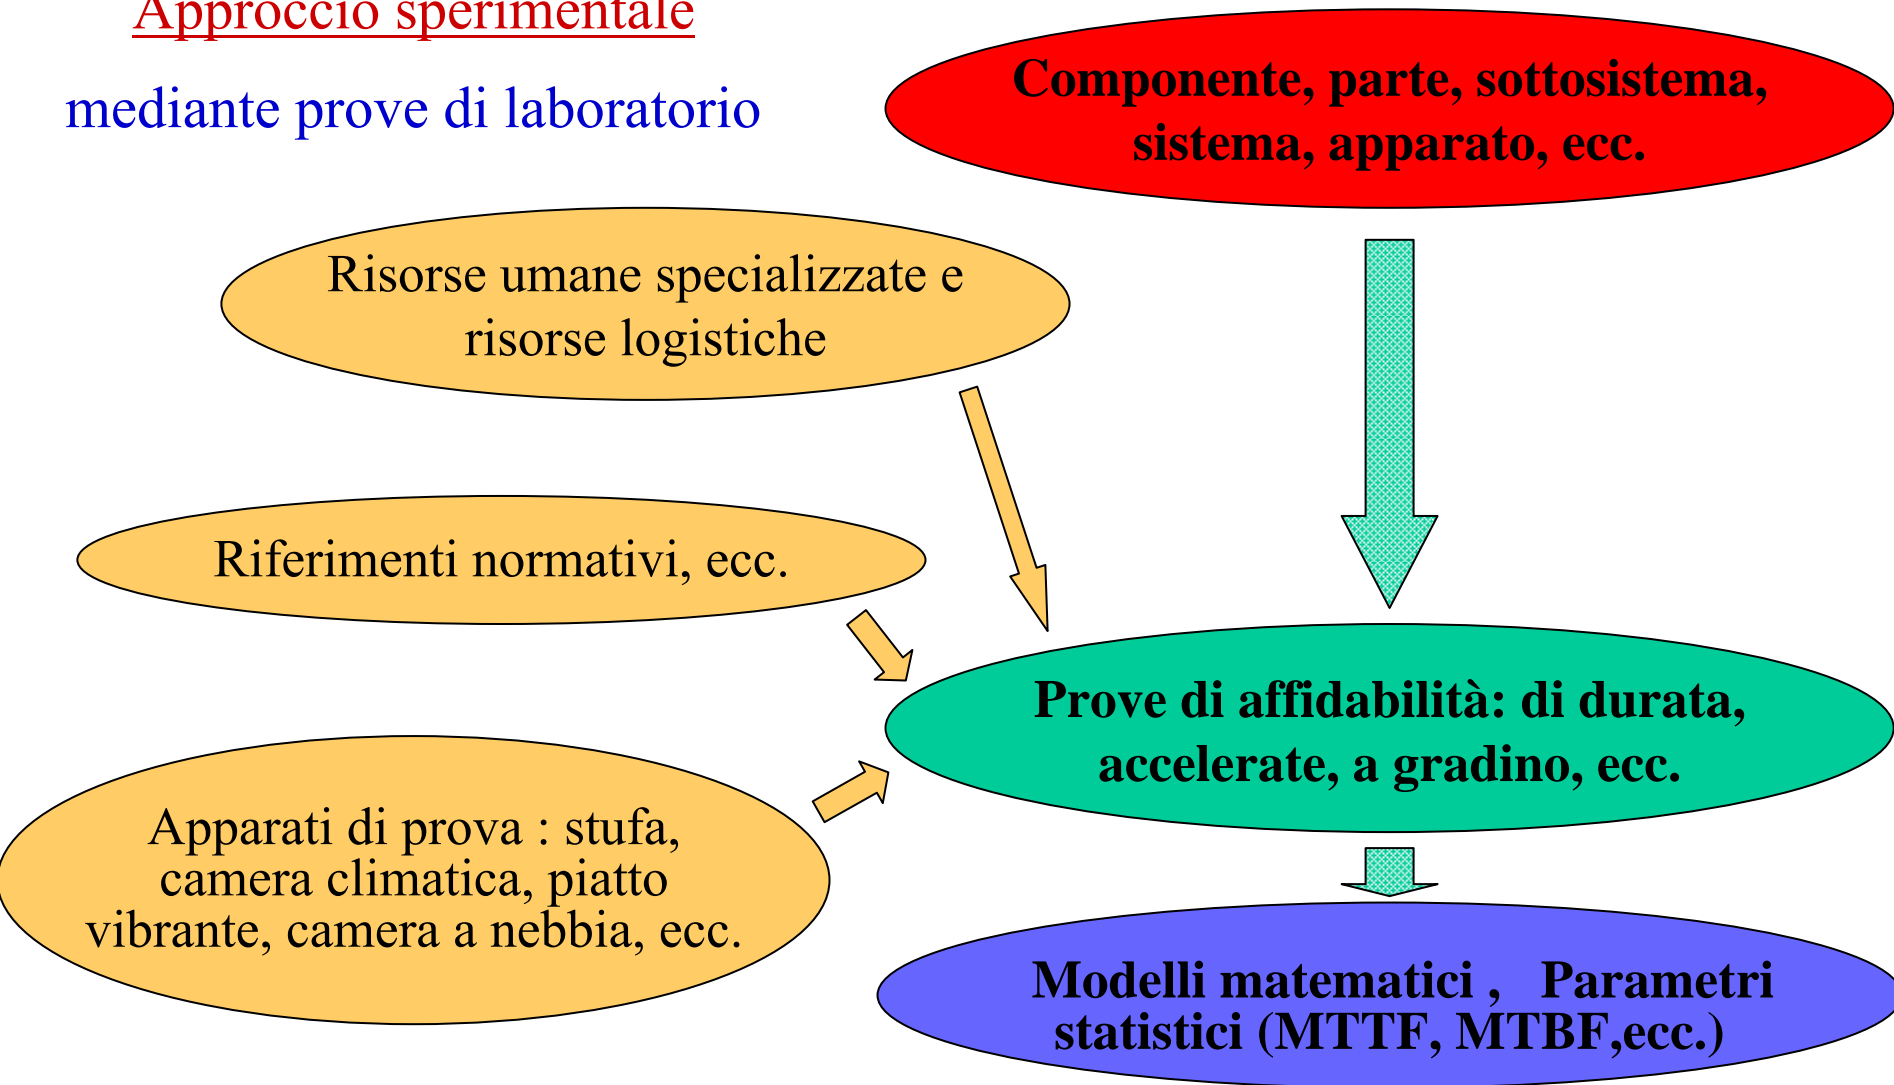 Approccio sperimentale
mediante prove di laboratorio
Componente, parte, sottosistema,
sistema, apparato, ecc.
Risorse umane specializzate e
risorse logistiche
Riferimenti normativi, ecc.
Prove di affidabilità: di durata,
accelerate, a gradino, ecc.
Apparati di prova : stufa,
camera climatica, piatto
vibrante, camera a nebbia, ecc.
Modelli matematici , Parametri
statistici (MTTF, MTBF,ecc.)